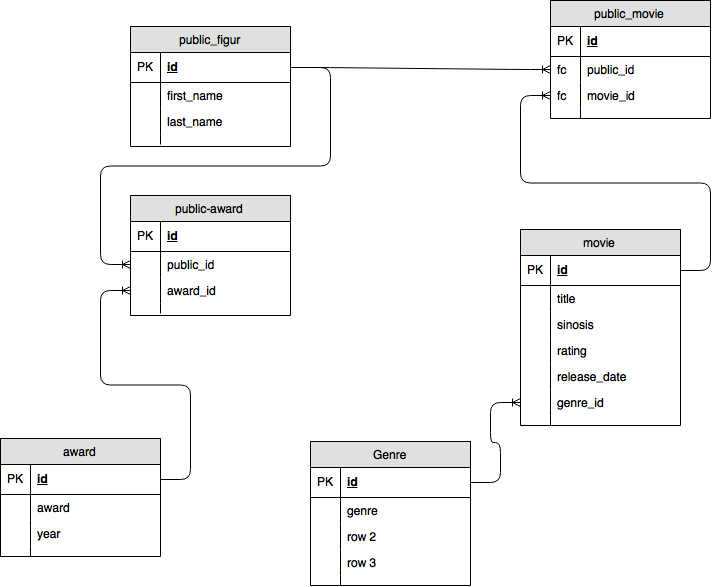 public_figur
PK id
first_name
last_name
public_movie
PK id
fc public_id
fc movie_id
public-award
PK id
public_id
award_id
movie
PK id
title
sinosis
rating
release_date
genre_id
award
PK id
award
year
Genre
PK id
genre
row 2
row 3